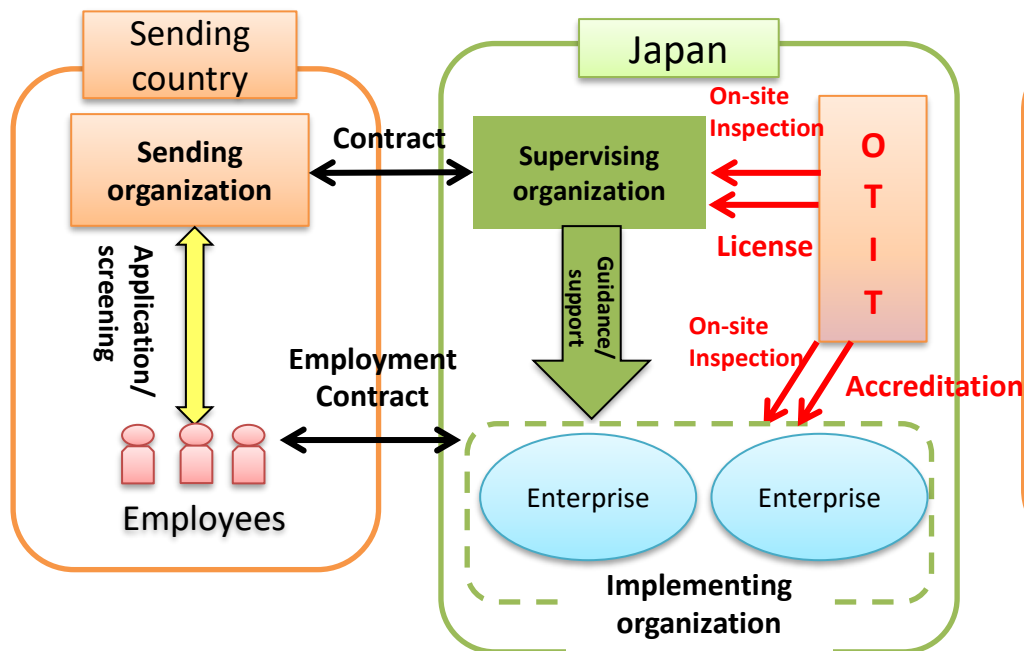 Sending
country
Sending
organization
Application/
screening
Employees
Contract
Employment
Contract
Japan
Supervising
organization
Guidance/
support
On-site
Inspection
License
O
T
I
T
On-site
Inspection
Accreditation
Enterprise
Enterprise
Implementing
organization